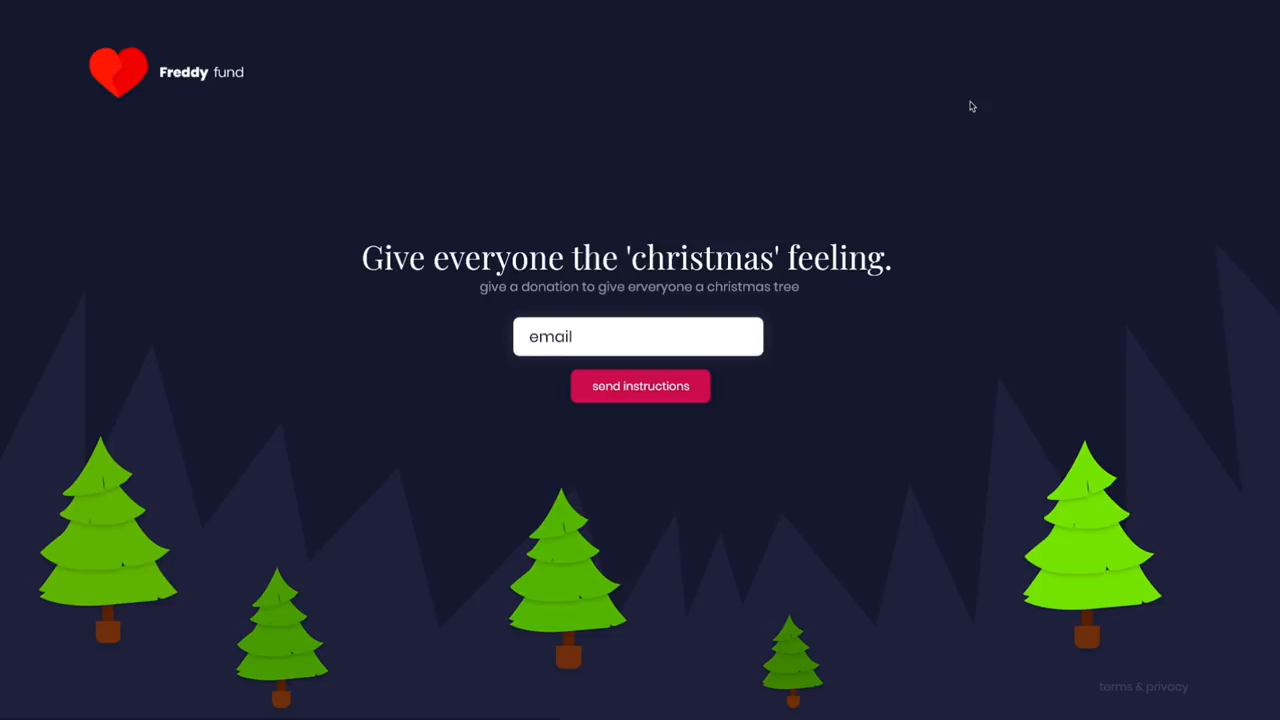 Freddy fund
Give everyone the 'christmas' feeling.
give a donation to give erveryone a christmas tree
email
send instructions
terms & privacy